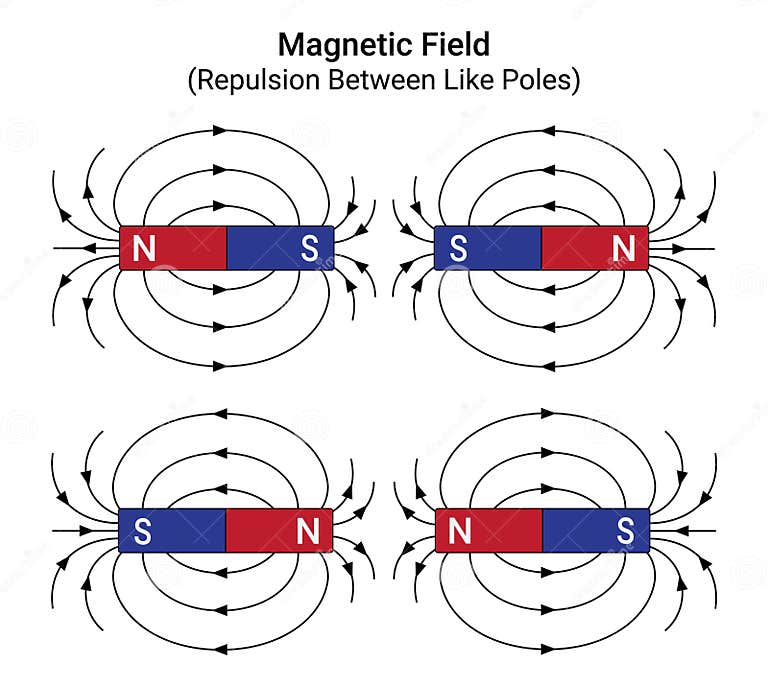 Magnetic Field
(Repulsion Between Like Poles)
N S S N
S N N S